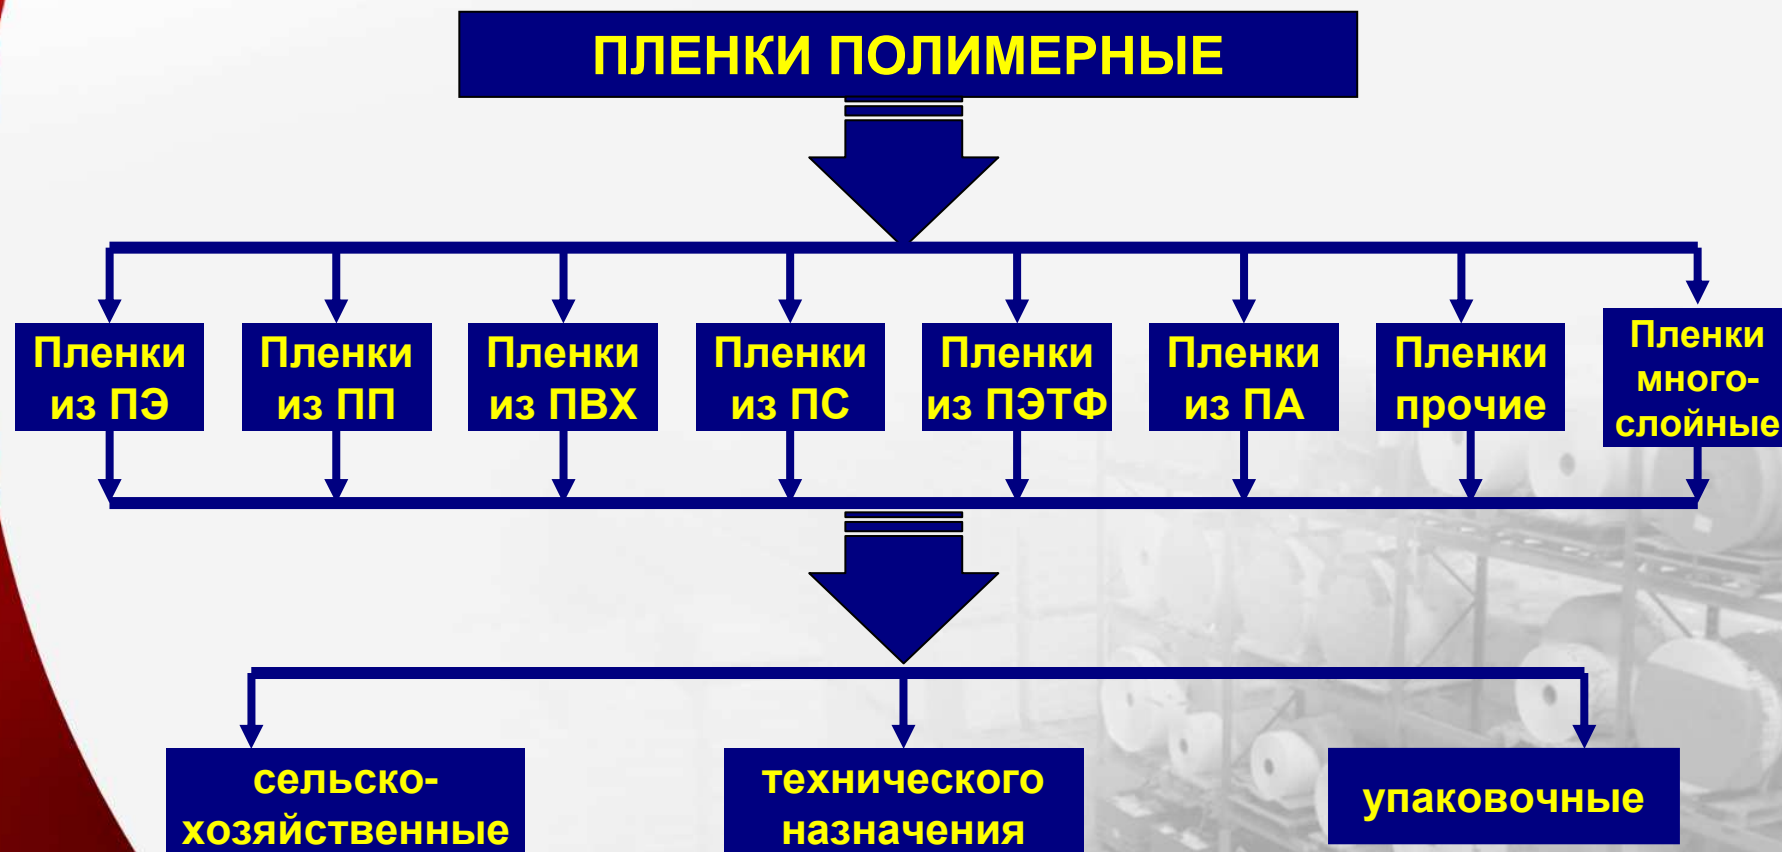 ПЛЕНКИ ПОЛИМЕРНЫЕ
Пленки
из ПЭ
Пленки
из ПП
Пленки
из ПВХ
Пленки
из ПС
Пленки
из ПЭТФ
Пленки
из ПА
Пленки
прочие
Пленки
много-
слойные
сельско-
хозяйственные
технического
назначения
упаковочные